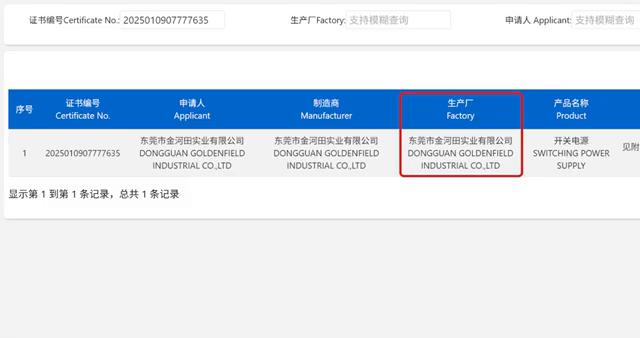 证书编号Certificate No.: 2025010907777635 生产厂Factory: 支持模糊查询 申请人 Applicant: 支持模糊查询
序号 证书编号 申请人 制造商 生产厂 产品名称
Certificate No. Applicant Manufacturer Factory Product
东莞市金河田实业有限公司 东莞市金河田实业有限公司 东莞市金河田实业有限公司 开关电源
1 2025010907777635 DONGGUAN GOLDENFIELD DONGGUAN GOLDENFIELD DONGGUAN GOLDENFIELD SWITCHING POWER 见附
INDUSTRIAL CO.,LTD INDUSTRIAL CO.,LTD INDUSTRIAL CO.,LTD SUPPLY
显示第 1 到第 1 条记录，总共 1 条记录